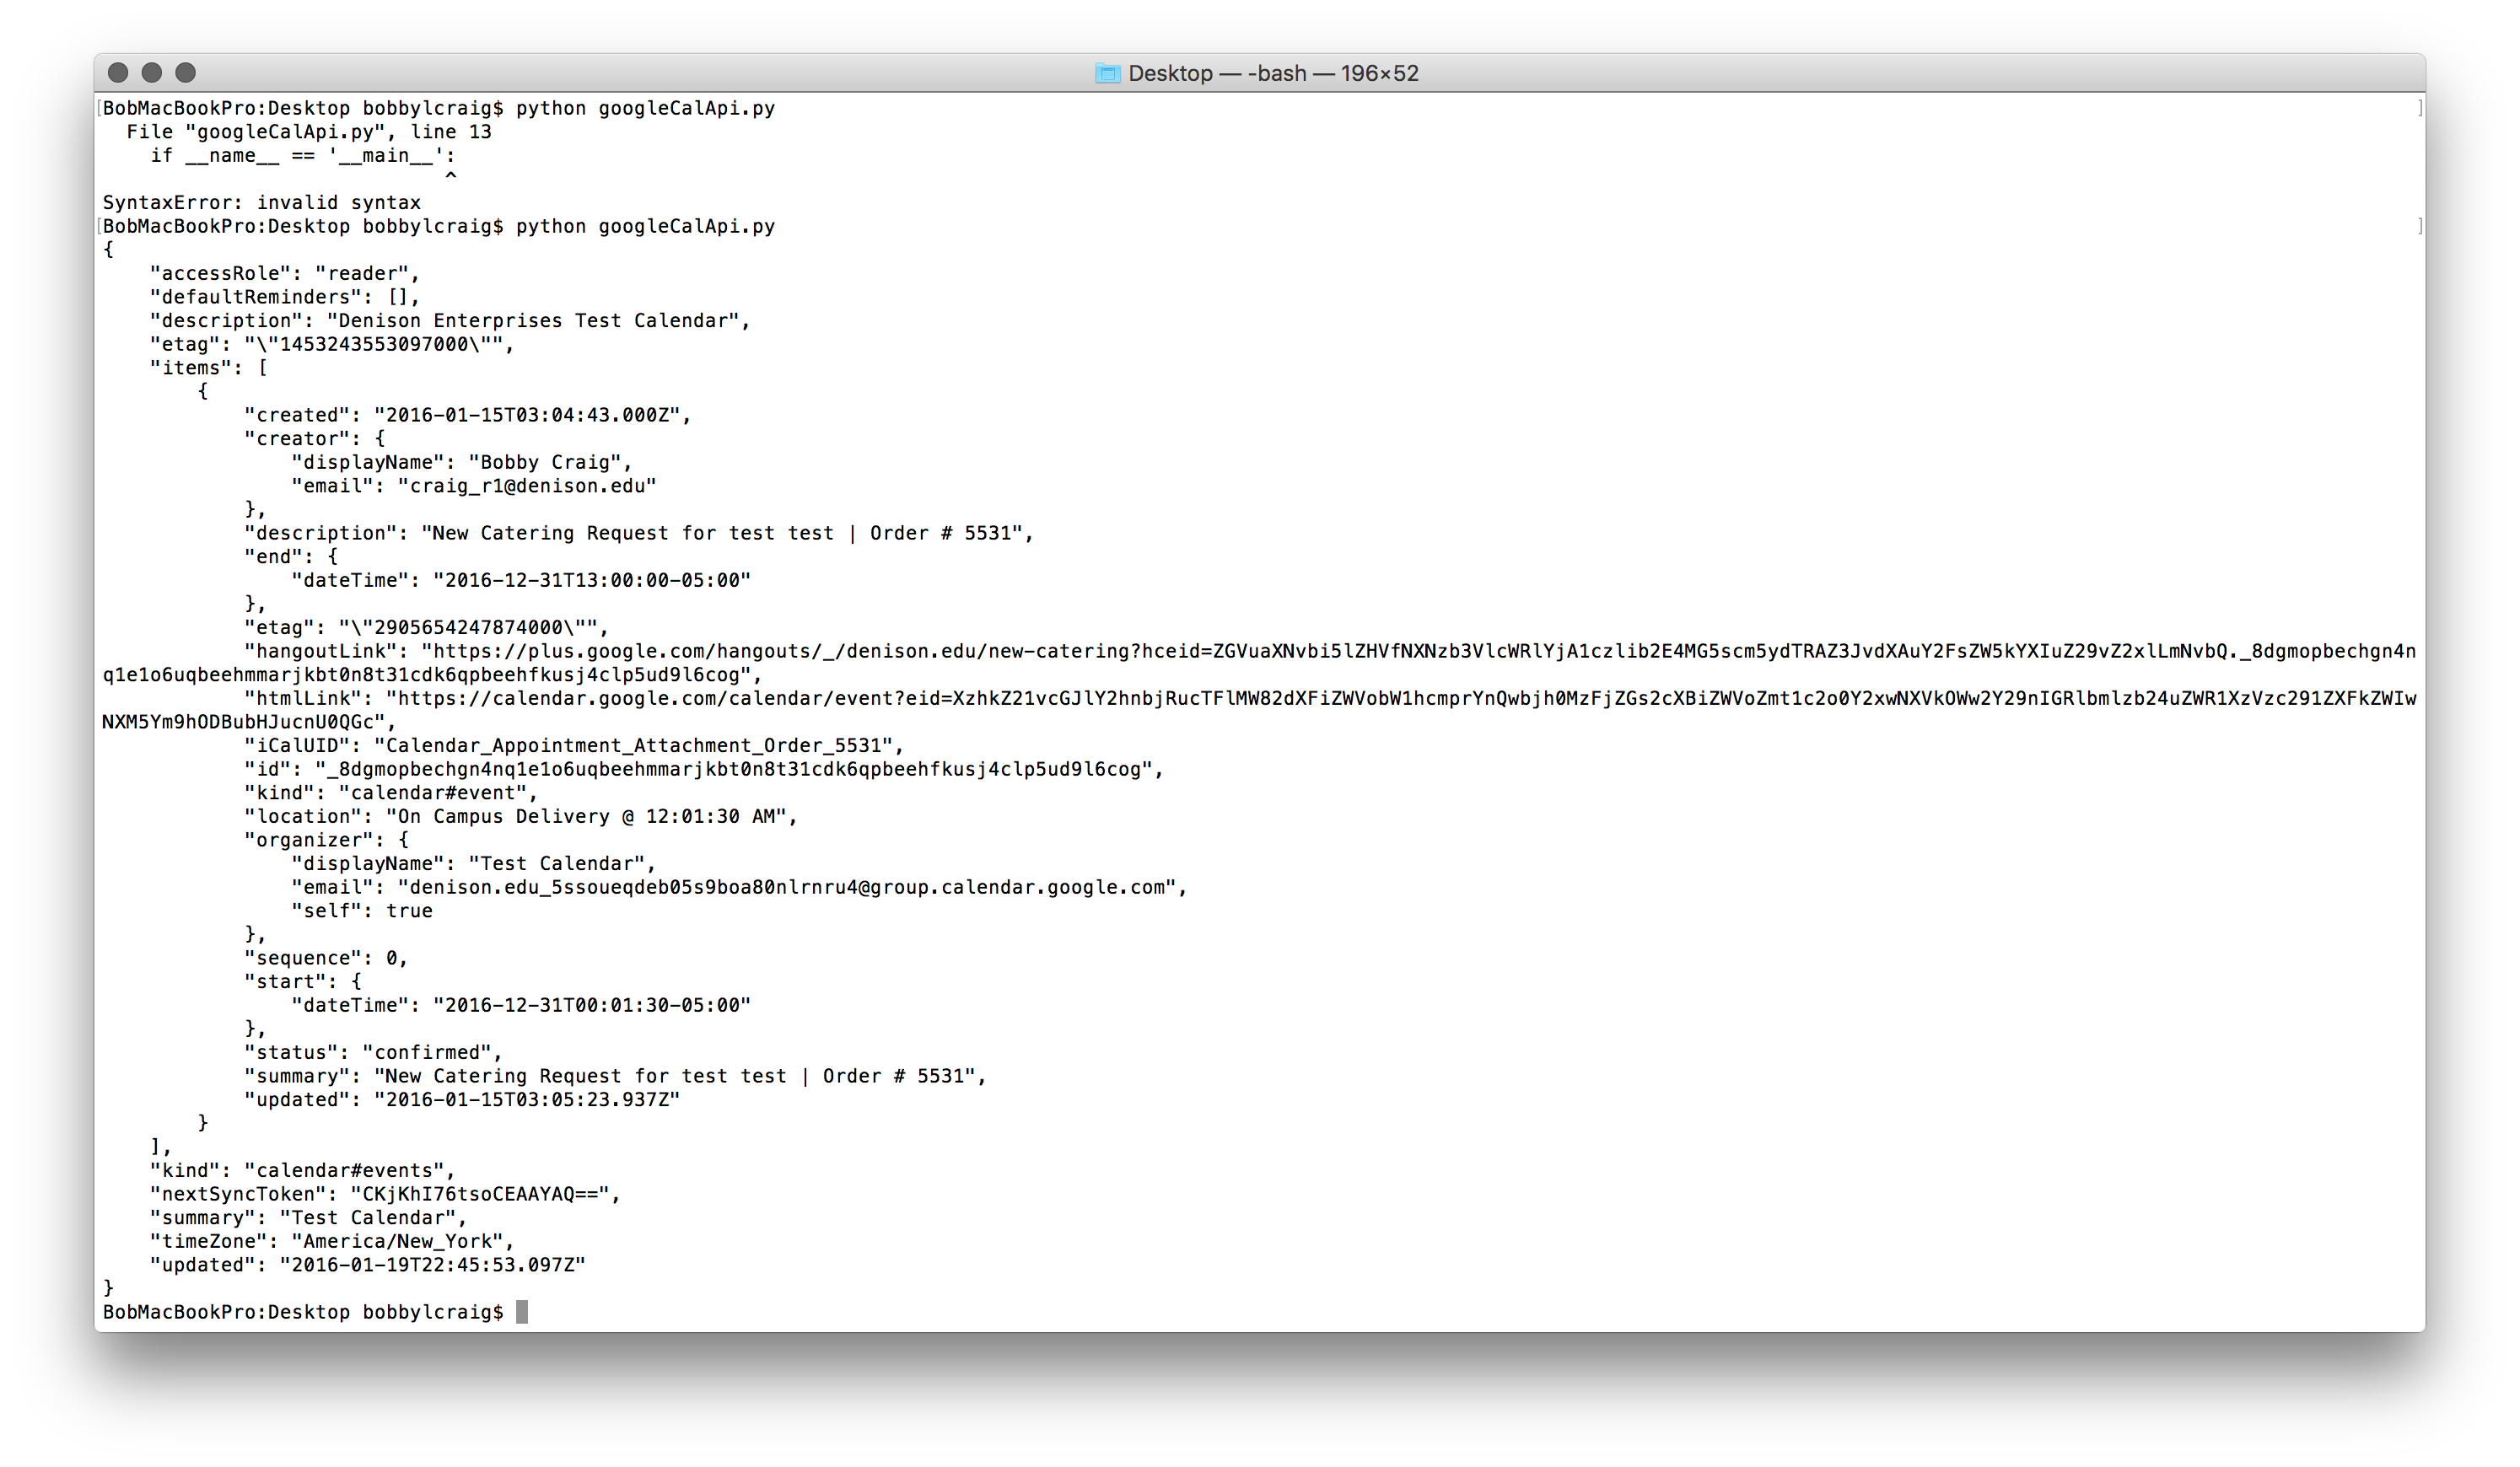 Desktop — -bash — 196×52
[BobMacBookPro:Desktop bobbylcraig$ python googleCalApi.py ]
  File "googleCalApi.py", line 13
    if __name__ == '__main__':
                             ^
SyntaxError: invalid syntax
[BobMacBookPro:Desktop bobbylcraig$ python googleCalApi.py ]
{
    "accessRole": "reader",
    "defaultReminders": [],
    "description": "Denison Enterprises Test Calendar",
    "etag": "\"1453243553097000\"",
    "items": [
        {
            "created": "2016-01-15T03:04:43.000Z",
            "creator": {
                "displayName": "Bobby Craig",
                "email": "craig_r1@denison.edu"
            },
            "description": "New Catering Request for test test | Order # 5531",
            "end": {
                "dateTime": "2016-12-31T13:00:00-05:00"
            },
            "etag": "\"2905654247874000\"",
            "hangoutLink": "https://plus.google.com/hangouts/_/denison.edu/new-catering?hceid=ZGVuaXNvbi5lZHVfNXNzb3VlcWRlYjA1czlib2E4MG5scm5ydTRAZ3JvdXAuY2FsZW5kYXIuZ29vZ2xlLmNvbQ._8dgmopbechgn4n
q1e1o6uqbeehmmarjkbt0n8t31cdk6qpbeehfkusj4clp5ud9l6cog",
            "htmlLink": "https://calendar.google.com/calendar/event?eid=XzhkZ21vcGJlY2hnbjRucTFlMW82dXFiZWVobW1hcmprYnQwbjh0MzFjZGs2cXBiZWVoZmt1c2o0Y2xwNXVkOWw2Y29nIGRlbmlzb24uZWR1XzVzc291ZXFkZWIw
NXM5Ym9hODBubHJucnU0QGc",
            "iCalUID": "Calendar_Appointment_Attachment_Order_5531",
            "id": "_8dgmopbechgn4nq1e1o6uqbeehmmarjkbt0n8t31cdk6qpbeehfkusj4clp5ud9l6cog",
            "kind": "calendar#event",
            "location": "On Campus Delivery @ 12:01:30 AM",
            "organizer": {
                "displayName": "Test Calendar",
                "email": "denison.edu_5ssoueqdeb05s9boa80nlrnru4@group.calendar.google.com",
                "self": true
            },
            "sequence": 0,
            "start": {
                "dateTime": "2016-12-31T00:01:30-05:00"
            },
            "status": "confirmed",
            "summary": "New Catering Request for test test | Order # 5531",
            "updated": "2016-01-15T03:05:23.937Z"
        }
    ],
    "kind": "calendar#events",
    "nextSyncToken": "CKjKhI76tsoCEAAYAQ==",
    "summary": "Test Calendar",
    "timeZone": "America/New_York",
    "updated": "2016-01-19T22:45:53.097Z"
}
BobMacBookPro:Desktop bobbylcraig$